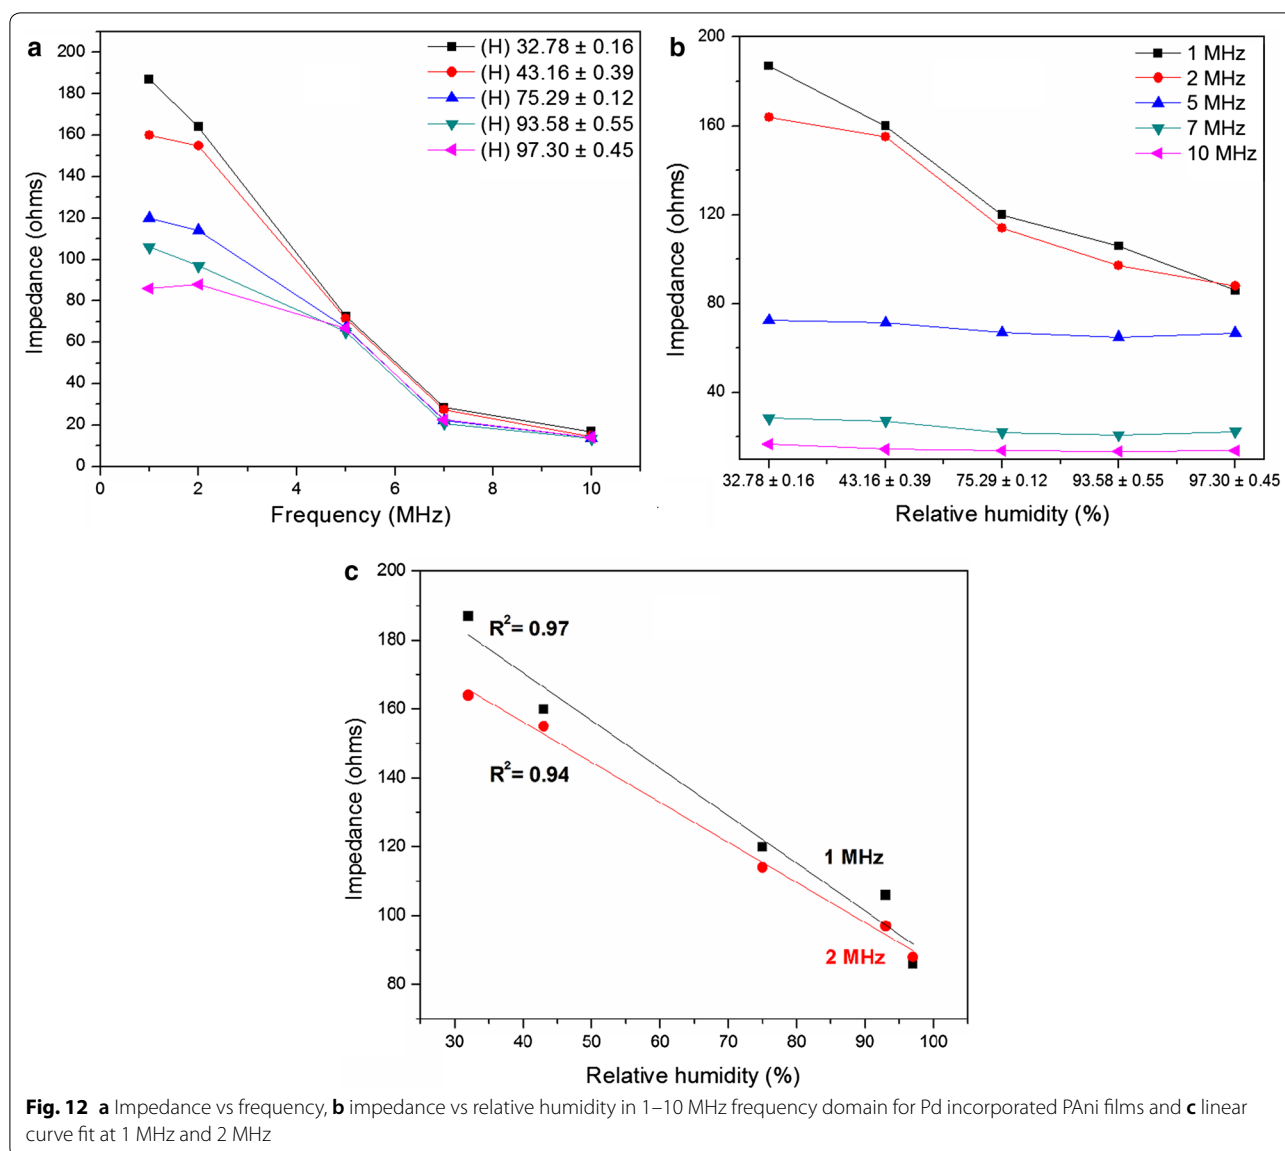 a
200
180
160
140
120
100
80
60
40
20
0
0 2 4 6 8 10
Impedance (ohms)
Frequency (MHz)
(H) 32.78 ± 0.16
(H) 43.16 ± 0.39
(H) 75.29 ± 0.12
(H) 93.58 ± 0.55
(H) 97.30 ± 0.45
b
200
160
120
80
40
32.78 ± 0.16 43.16 ± 0.39 75.29 ± 0.12 93.58 ± 0.55 97.30 ± 0.45
Impedance (ohms)
Relative humidity (%)
1 MHz
2 MHz
5 MHz
7 MHz
10 MHz
c
200
180
160
140
120
100
80
30 40 50 60 70 80 90 100
Impedance (ohms)
Relative humidity (%)
R²= 0.97
R²= 0.94
1 MHz
2 MHz
Fig. 12 a Impedance vs frequency, b impedance vs relative humidity in 1–10 MHz frequency domain for Pd incorporated PAni films and c linear
curve fit at 1 MHz and 2 MHz